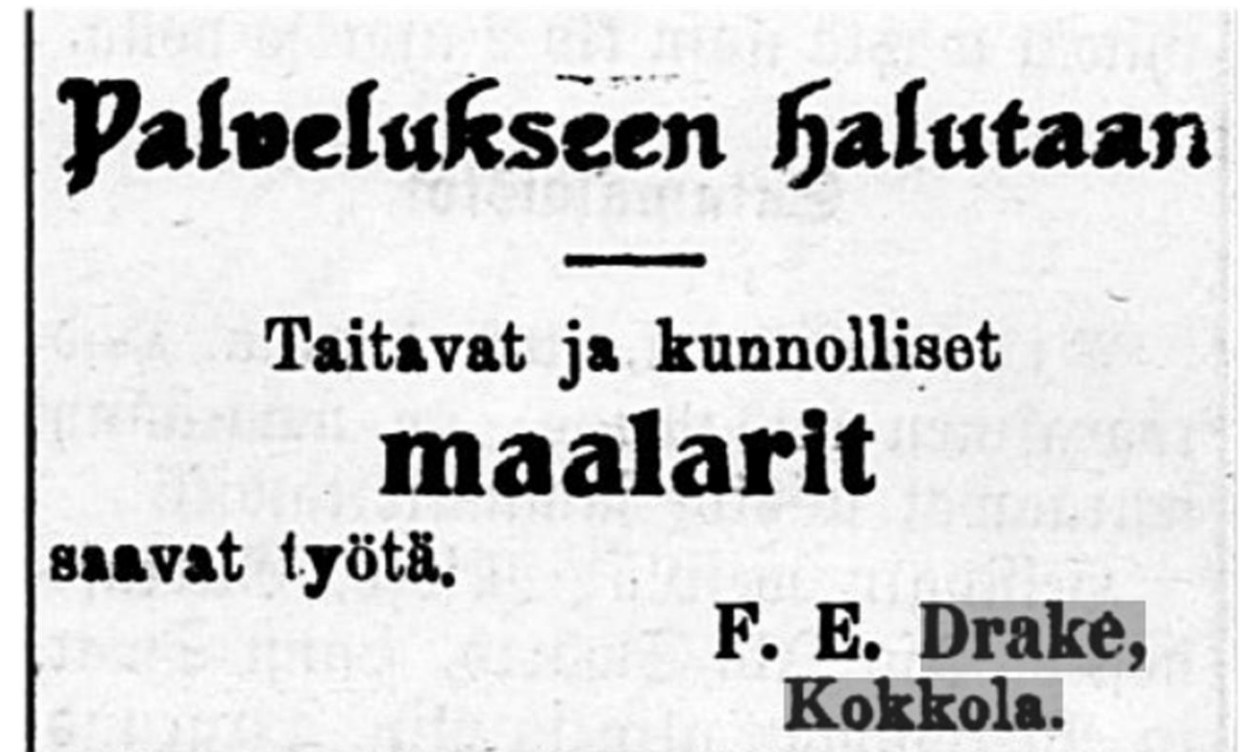 Palvelukseen halutaan
Taitavat ja kunnolliset
maalarit
saavat työtä.
F. E. Drake,
Kokkola.